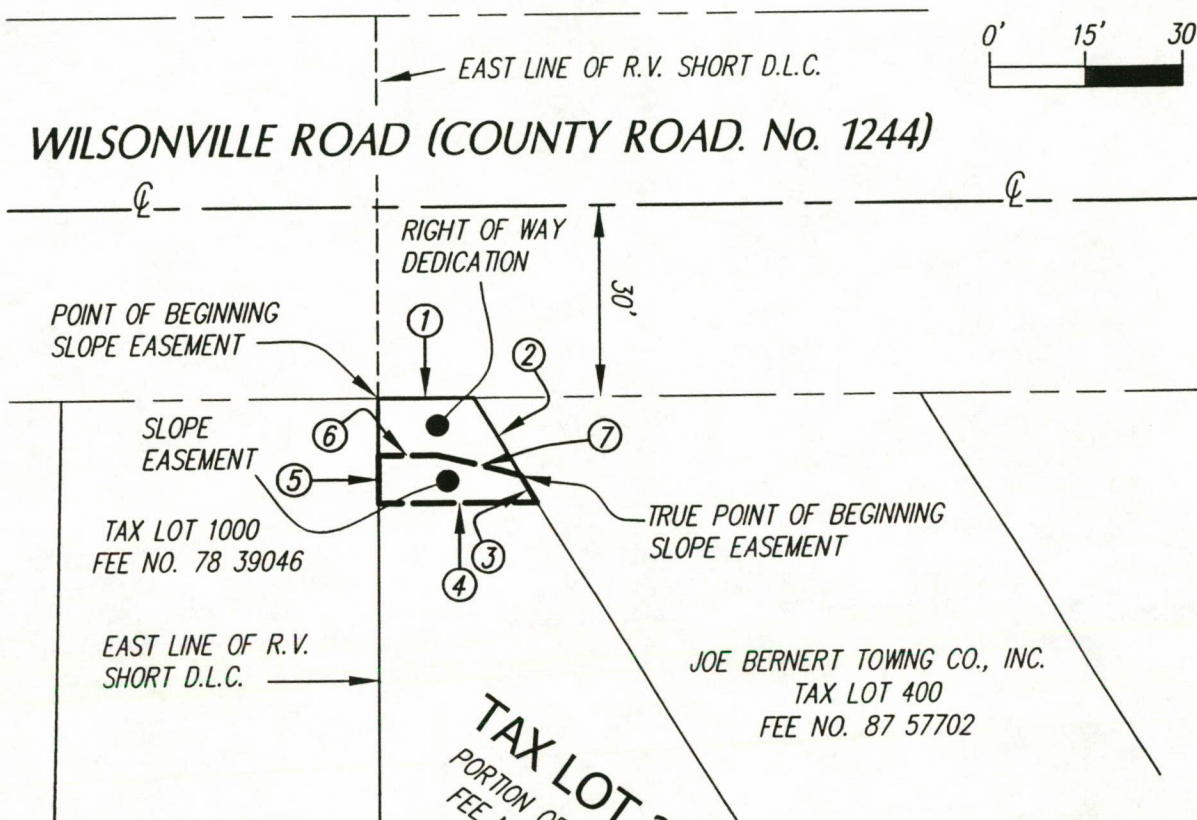 0' 15' 30
EAST LINE OF R.V. SHORT D.L.C.
WILSONVILLE ROAD (COUNTY ROAD. No. 1244)
℄ ℄
RIGHT OF WAY
DEDICATION
30'
POINT OF BEGINNING
SLOPE EASEMENT
1
2
SLOPE
EASEMENT
6
7
5
TAX LOT 1000
FEE NO. 78 39046
TRUE POINT OF BEGINNING
SLOPE EASEMENT
3
4
EAST LINE OF R.V.
SHORT D.L.C.
JOE BERNERT TOWING CO., INC.
TAX LOT 400
FEE NO. 87 57702
TAX LOT
PORTION OF
FEE